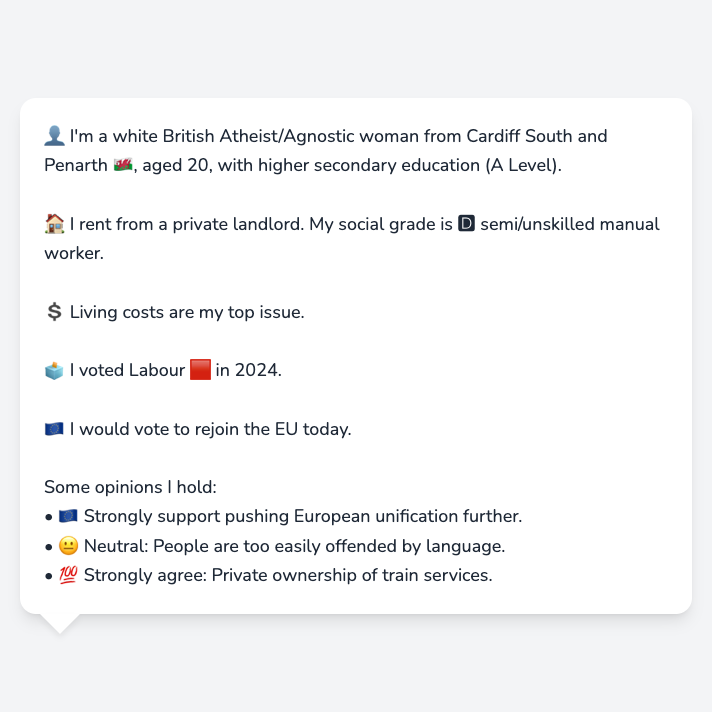 👤 I'm a white British Atheist/Agnostic woman from Cardiff South and
Penarth 🏴󠁧󠁢󠁷󠁬󠁳󠁿, aged 20, with higher secondary education (A Level).
🏠 I rent from a private landlord. My social grade is 🅳 semi/unskilled manual
worker.
💲 Living costs are my top issue.
🗳️ I voted Labour 🟥 in 2024.
🇪🇺 I would vote to rejoin the EU today.
Some opinions I hold:
• 🇪🇺 Strongly support pushing European unification further.
• 😐 Neutral: People are too easily offended by language.
• 💯 Strongly agree: Private ownership of train services.